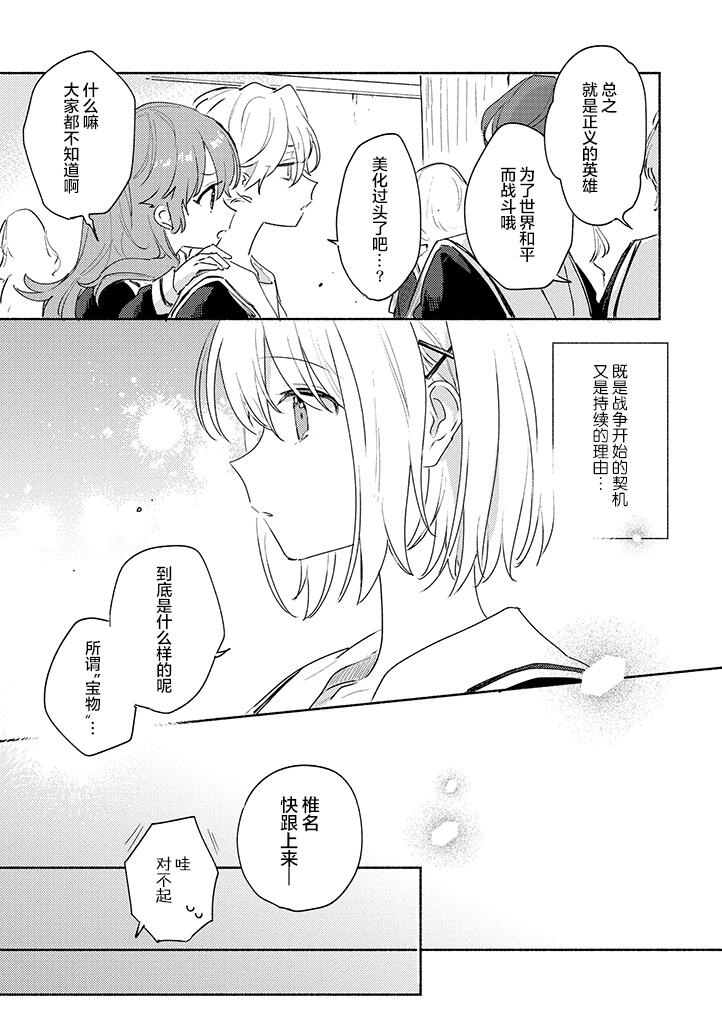 总之
就是正义的英雄
为了世界和平
而战斗哦
美化过头了吧…?
什么嘛
大家都不知道啊
既是战争开始的契机
又是持续的理由…
到底是什么样的呢
所谓"宝物"…
椎名
快跟上来—
哇
对不起